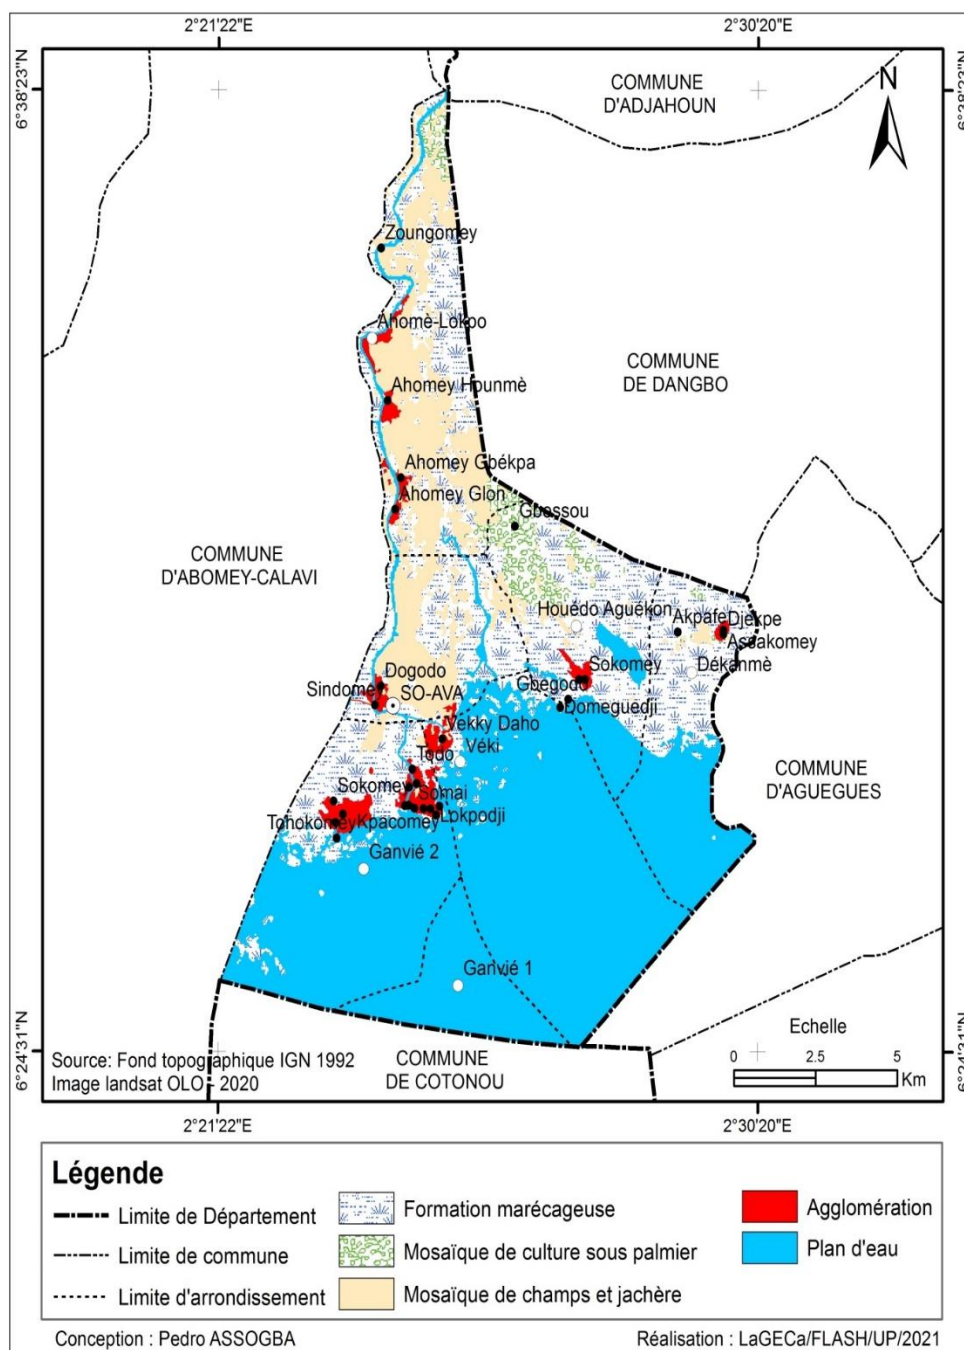 2°21'22"E
2°30'20"E
6°38'23"N
6°38'23"N
COMMUNE
D'ADJAHOUN
N
Zoungomey
Ahomè-Lokpo
Ahomey Hounmè
COMMUNE
DE DANGBO
Ahomey Gbékpa
Ahomey Glon
Gbessou
COMMUNE
D'ABOMEY-CALAVI
Houédo Aguékon
Akpafe
Djekpe
Assakomey
Dékanmè
Sokomey
Dogodo
Sindomey
SO-AVA
Gbegodo
Domeguedji
Vekky Daho
Véki
Todo
COMMUNE
D'AGUEGUES
Sokomey
Somai
Lokpodji
Tohokomey
Kpacomey
Ganvié 2
Ganvié 1
6°24'31"N
6°24'31"N
Source: Fond topographique IGN 1992
Image landsat OLO - 2020
COMMUNE
DE COTONOU
Echelle
0 2.5 5
Km
2°21'22"E
2°30'20"E
Légende
Limite de Département
Limite de commune
Limite d'arrondissement
Formation marécageuse
Mosaïque de culture sous palmier
Mosaïque de champs et jachère
Agglomération
Plan d'eau
Conception : Pedro ASSOGBA
Réalisation : LaGECa/FLASH/UP/2021